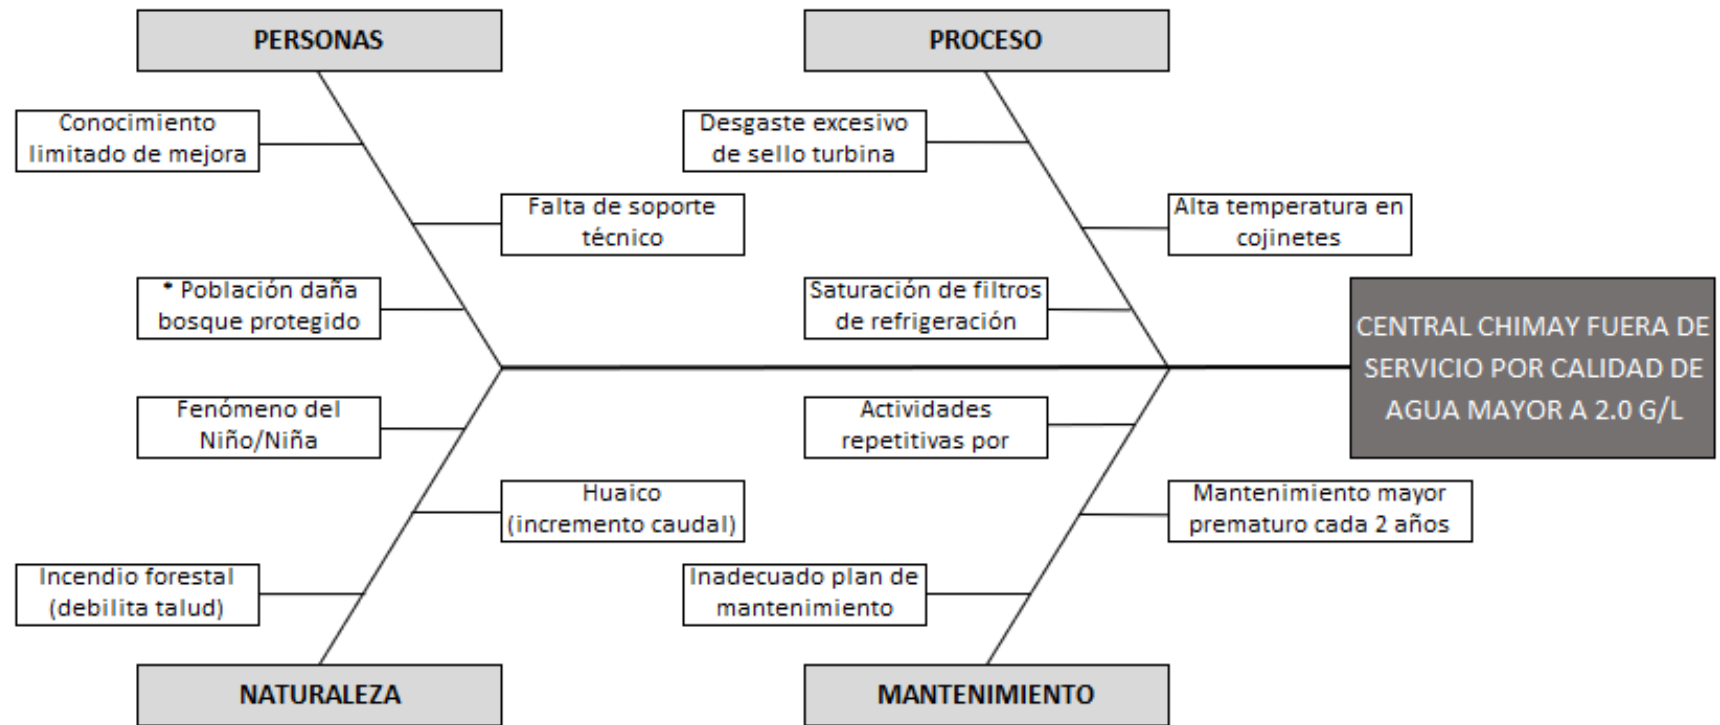 PERSONAS
PROCESO
Conocimiento
limitado de mejora
Desgaste excesivo
de sello turbina
Falta de soporte
técnico
Alta temperatura en
cojinetes
* Población daña
bosque protegido
Saturación de filtros
de refrigeración
CENTRAL CHIMAY FUERA DE
SERVICIO POR CALIDAD DE
AGUA MAYOR A 2.0 G/L
Fenómeno del
Niño/Niña
Actividades
repetitivas por
Huaico
(incremento caudal)
Mantenimiento mayor
prematuro cada 2 años
Incendio forestal
(debilita talud)
Inadecuado plan de
mantenimiento
NATURALEZA
MANTENIMIENTO